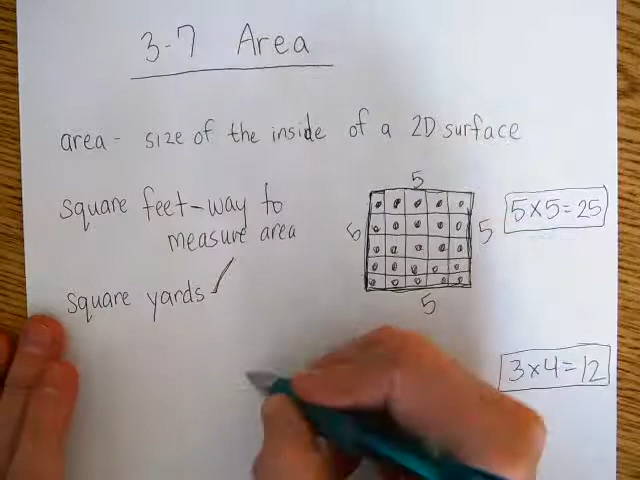 3-7 Area
area - size of the inside of a 2D surface
square feet - way to
measure area
square yards
5
5
5
5
5x5=25
3x4=12